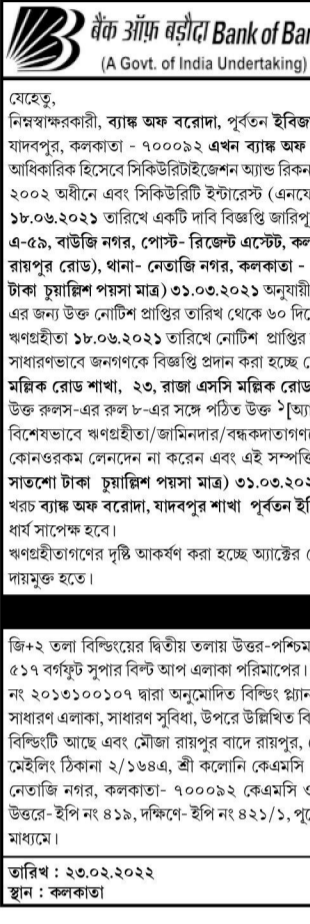 बैंक ऑफ़ बड़ौदा Bank of Bar
(A Govt. of India Undertaking)
যেহেতু,
নিম্নস্বাক্ষরকারী, ব্যাঙ্ক অফ বরোদা, পূর্বতন ইবিজ
যাদবপুর, কলকাতা - ৭০০০৯২ এখন ব্যাঙ্ক অফ
আধিকারিক হিসেবে সিকিউরিটাইজেশন অ্যান্ড রিকন
২০০২ অধীনে এবং সিকিউরিটি ইন্টারেস্ট (এনযে
১৮.০৬.২০২১ তারিখে একটি দাবি বিজ্ঞপ্তি জারিপূ
এ-৫৯, বাউজি নগর, পোস্ট- রিজেন্ট এস্টেট, কল
রায়পুর রোড), থানা- নেতাজি নগর, কলকাতা -
টাকা চুয়াল্লিশ পয়সা মাত্র) ৩১.০৩.২০২১ অনুযায়ী
এর জন্য উক্ত নোটিশ প্রাপ্তির তারিখ থেকে ৬০ দি
ঋণগ্রহীতা ১৮.০৬.২০২১ তারিখে নোটিশ প্রাপ্তির
সাধারণভাবে জনগণকে বিজ্ঞপ্তি প্রদান করা হচ্ছে
মল্লিক রোড শাখা, ২৩, রাজা এসসি মল্লিক রোড
উক্ত রুলস-এর রুল ৮-এর সঙ্গে পঠিত উক্ত [অ্যা
বিশেষভাবে ঋণগ্রহীতা/জামিনদার/বন্ধকদাতাগণ
কোনওরকম লেনদেন না করেন এবং এই সম্পত্তি
সাতশো টাকা চুয়াল্লিশ পয়সা মাত্র) ৩১.০৩.২০২
খরচ ব্যাঙ্ক অফ বরোদা, যাদবপুর শাখা পূর্বতন ই
ধার্য সাপেক্ষ হবে।
ঋণগ্রহীতাগণের দৃষ্টি আকর্ষণ করা হচ্ছে অ্যাক্টের
দায়মুক্ত হতে।
জি+২ তলা বিল্ডিংয়ের দ্বিতীয় তলায় উত্তর-পশ্চিম
৫১৭ বর্গফুট সুপার বিল্ট আপ এলাকা পরিমাপের।
নং ২০১৩১০০১০৭ দ্বারা অনুমোদিত বিল্ডিং প্ল্যান
সাধারণ এলাকা, সাধারণ সুবিধা, উপরে উল্লিখিত বি
বিল্ডিংটি আছে এবং মৌজা রায়পুর বাদে রায়পুর,
মেইলিং ঠিকানা ২/১৬৪এ, শ্রী কলোনি কেএমসি
নেতাজি নগর, কলকাতা- ৭০০০৯২ কেএমসি ও
উত্তরে- ইপি নং ৪১৯, দক্ষিণে- ইপি নং ৪২১/১, পূ
মাধ্যমে।
তারিখ : ২৩.০২.২০২২
স্থান : কলকাতা